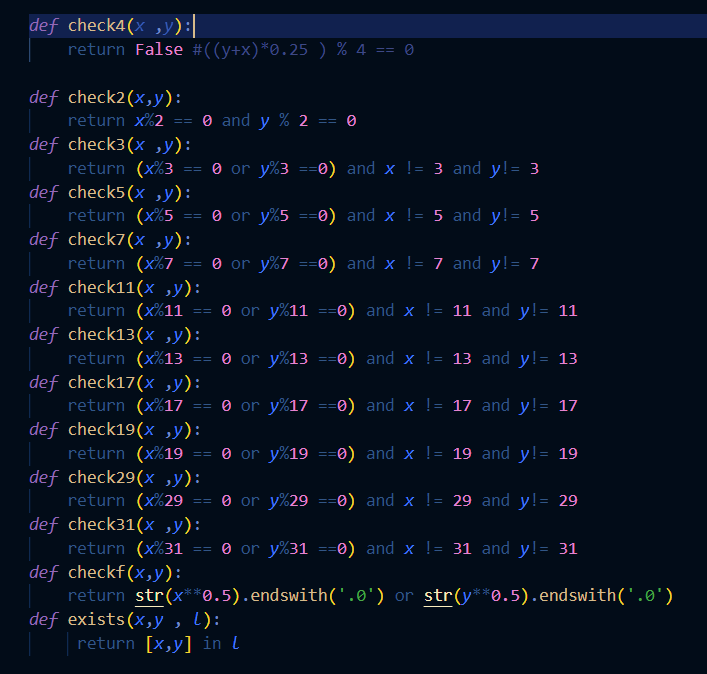 def check4(x ,y):
    return False #((y+x)*0.25 ) % 4 == 0

def check2(x,y):
    return x%2 == 0 and y % 2 == 0
def check3(x ,y):
    return (x%3 == 0 or y%3 ==0) and x != 3 and y!= 3
def check5(x ,y):
    return (x%5 == 0 or y%5 ==0) and x != 5 and y!= 5
def check7(x ,y):
    return (x%7 == 0 or y%7 ==0) and x != 7 and y!= 7
def check11(x ,y):
    return (x%11 == 0 or y%11 ==0) and x != 11 and y!= 11
def check13(x ,y):
    return (x%13 == 0 or y%13 ==0) and x != 13 and y!= 13
def check17(x ,y):
    return (x%17 == 0 or y%17 ==0) and x != 17 and y!= 17
def check19(x ,y):
    return (x%19 == 0 or y%19 ==0) and x != 19 and y!= 19
def check29(x ,y):
    return (x%29 == 0 or y%29 ==0) and x != 29 and y!= 29
def check31(x ,y):
    return (x%31 == 0 or y%31 ==0) and x != 31 and y!= 31
def checkf(x,y):
    return str(x**0.5).endswith('.0') or str(y**0.5).endswith('.0')
def exists(x,y , l):
     return [x,y] in l